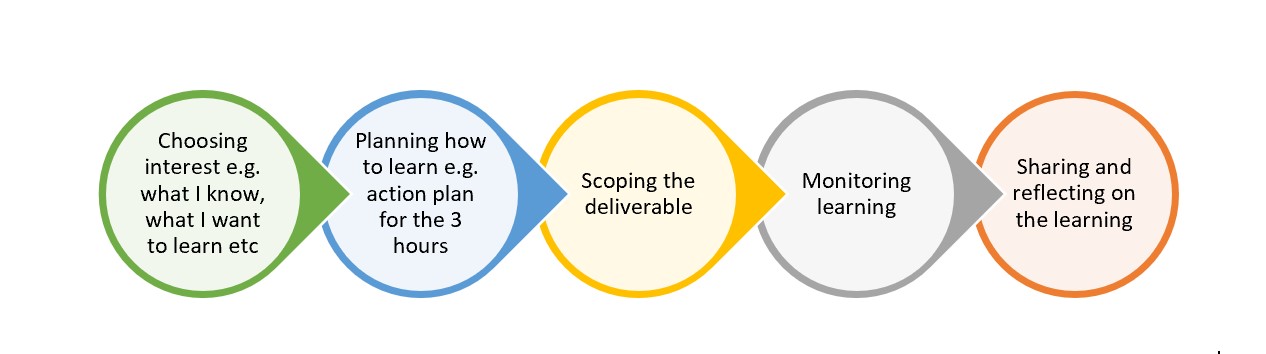 Choosing
interest e.g.
what I know,
what I want
to learn etc
Planning how
to learn e.g.
action plan
for the 3
hours
Scoping the
deliverable
Monitoring
learning
Sharing and
reflecting on
the learning